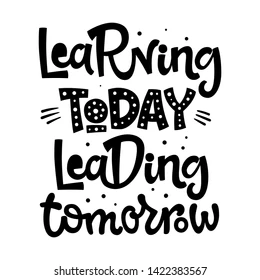 LeaRning
ToDAY
LeaDing
tomorrow
shutterstock.com · 1422383567